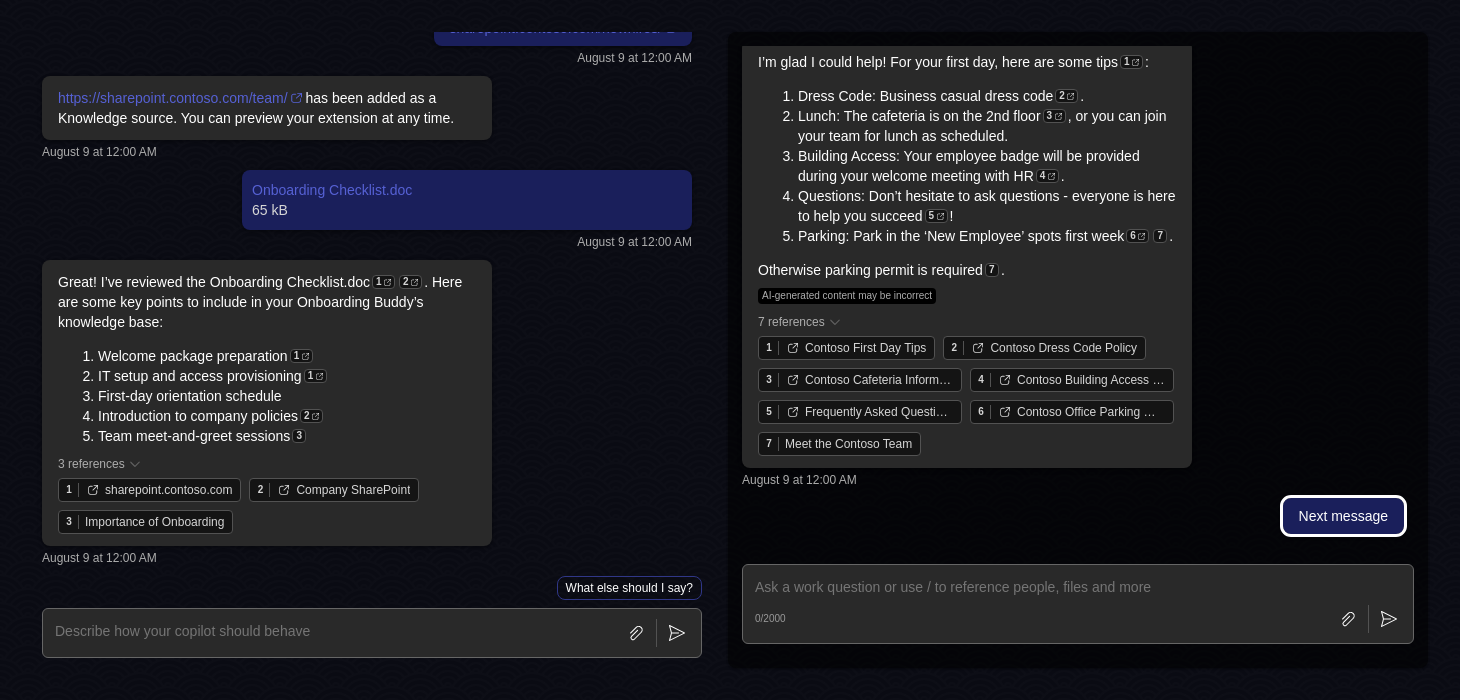 August 9 at 12:00 AM
https://sharepoint.contoso.com/team/ has been added as a
Knowledge source. You can preview your extension at any time.
August 9 at 12:00 AM
Onboarding Checklist.doc
65 kB
August 9 at 12:00 AM
Great! I’ve reviewed the Onboarding Checklist.doc 1 2 . Here
are some key points to include in your Onboarding Buddy’s
knowledge base:
1. Welcome package preparation 1
2. IT setup and access provisioning 1
3. First-day orientation schedule
4. Introduction to company policies 2
5. Team meet-and-greet sessions 3
3 references
1 sharepoint.contoso.com 2 Company SharePoint
3 Importance of Onboarding
August 9 at 12:00 AM
What else should I say?
Describe how your copilot should behave
I’m glad I could help! For your first day, here are some tips 1 :
1. Dress Code: Business casual dress code 2 .
2. Lunch: The cafeteria is on the 2nd floor 3 , or you can join
your team for lunch as scheduled.
3. Building Access: Your employee badge will be provided
during your welcome meeting with HR 4 .
4. Questions: Don’t hesitate to ask questions - everyone is here
to help you succeed 5 !
5. Parking: Park in the ‘New Employee’ spots first week 6 7 .
Otherwise parking permit is required 7 .
AI-generated content may be incorrect
7 references
1 Contoso First Day Tips 2 Contoso Dress Code Policy
3 Contoso Cafeteria Inform… 4 Contoso Building Access …
5 Frequently Asked Questi… 6 Contoso Office Parking …
7 Meet the Contoso Team
August 9 at 12:00 AM
Next message
Ask a work question or use / to reference people, files and more
0/2000